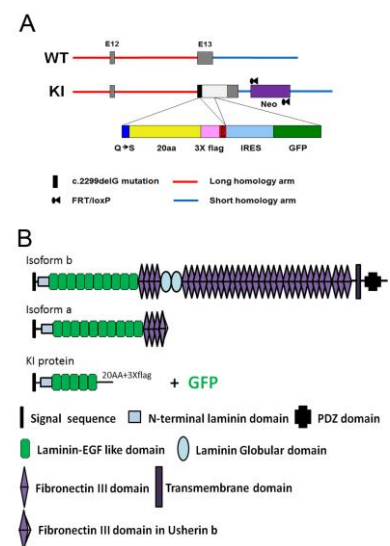 A
E12 E13
WT
KI
Neo
Q→S 20aa 3X flag IRES GFP
c.2299delG mutation Long homology arm
FRT/loxP Short homology arm
B
Isoform b
Isoform a
KI protein
20AA+3Xflag + GFP
Signal sequence N-terminal laminin domain PDZ domain
Laminin-EGF like domain Laminin Globular domain
Fibronectin III domain Transmembrane domain
Fibronectin III domain in Usherin b